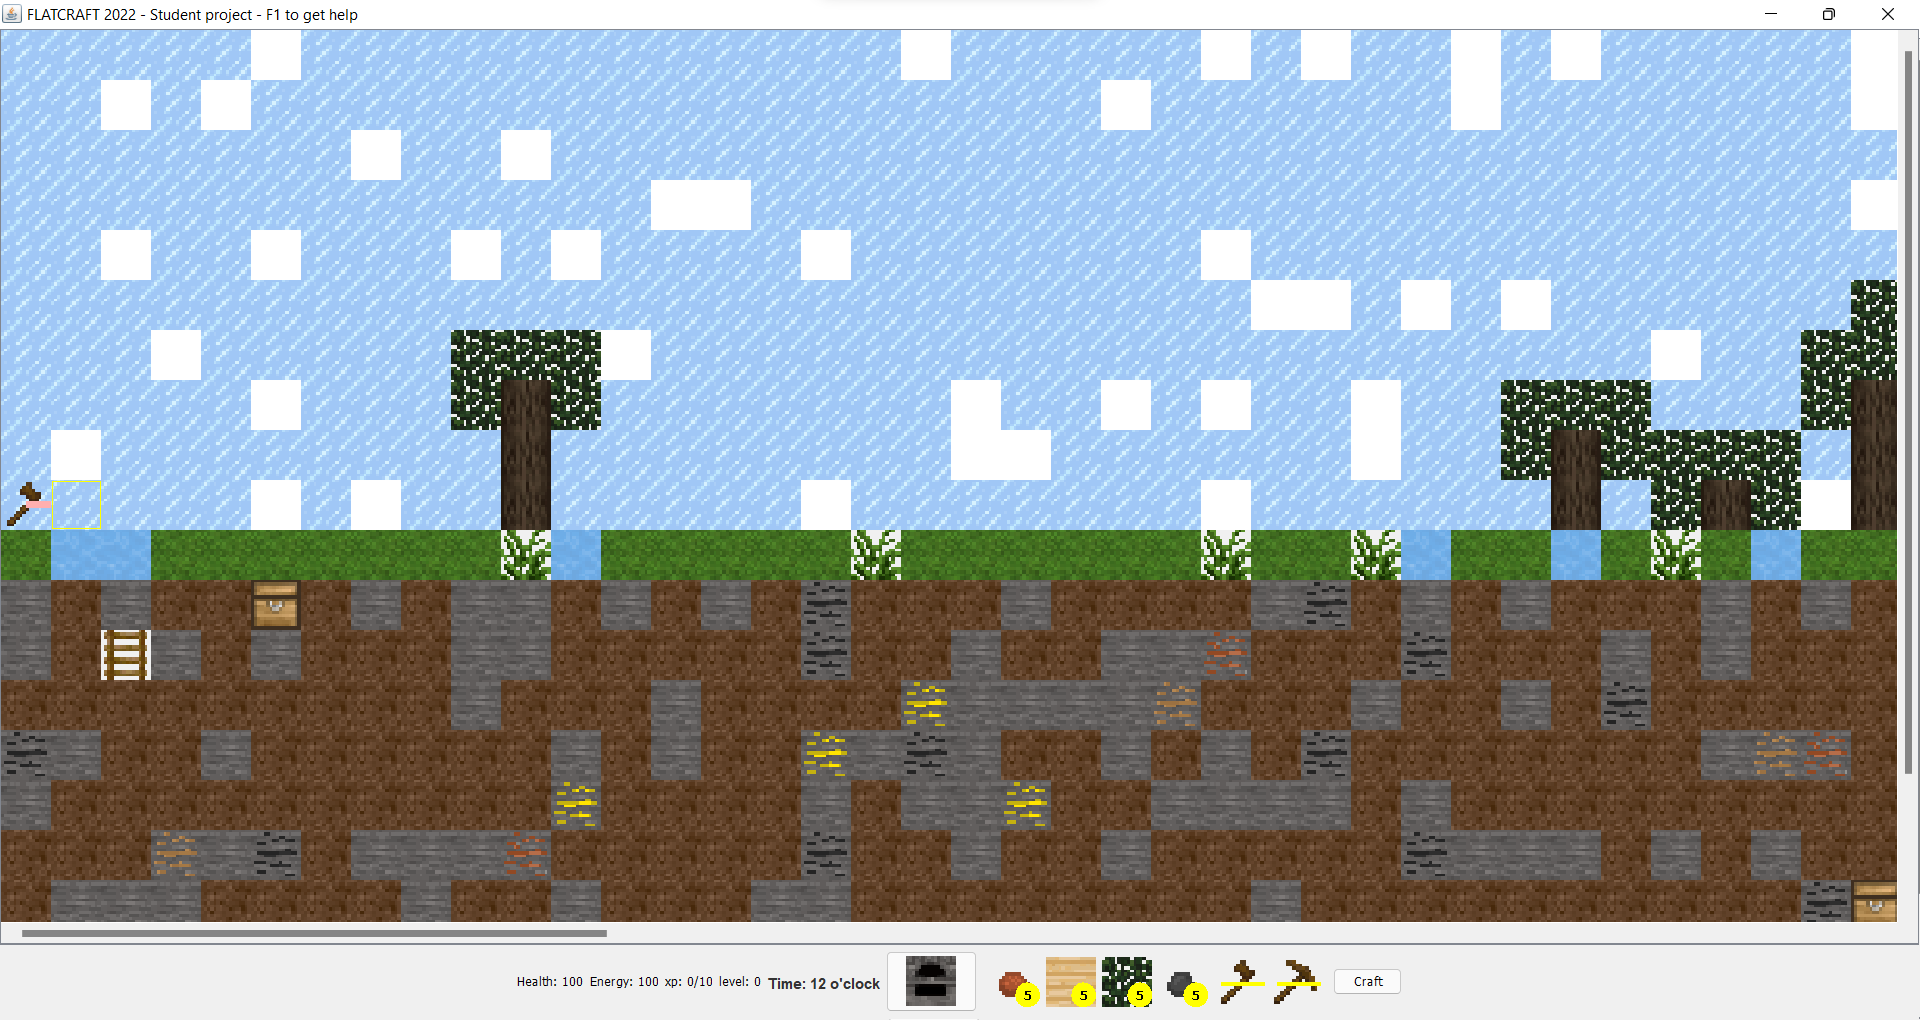 FLATCRAFT 2022 - Student project - F1 to get help
Health: 100 Energy: 100 xp: 0/10 level: 0 Time: 12 o'clock 5 5 5 5 Craft